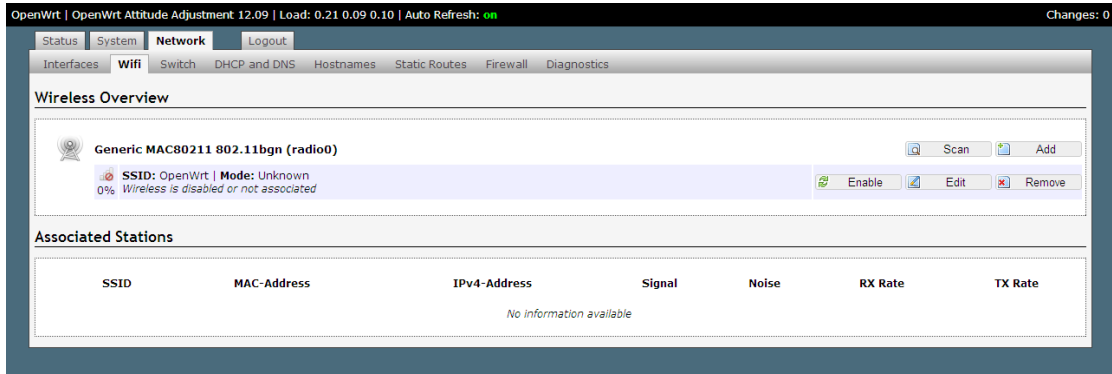 OpenWrt | OpenWrt Attitude Adjustment 12.09 | Load: 0.21 0.09 0.10 | Auto Refresh: on Changes: 0
Status System Network Logout
Interfaces Wifi Switch DHCP and DNS Hostnames Static Routes Firewall Diagnostics
Wireless Overview
Generic MAC80211 802.11bgn (radio0) Scan Add
SSID: OpenWrt | Mode: Unknown
0% Wireless is disabled or not associated Enable Edit Remove
Associated Stations
SSID MAC-Address IPv4-Address Signal Noise RX Rate TX Rate
No information available